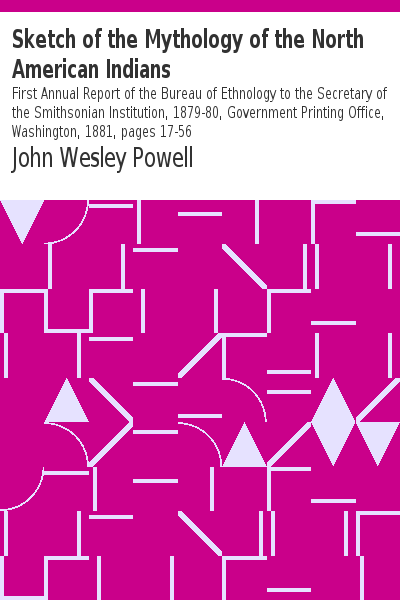 Sketch of the Mythology of the North
American Indians
First Annual Report of the Bureau of Ethnology to the Secretary of
the Smithsonian Institution, 1879-80, Government Printing Office,
Washington, 1881, pages 17-56
John Wesley Powell